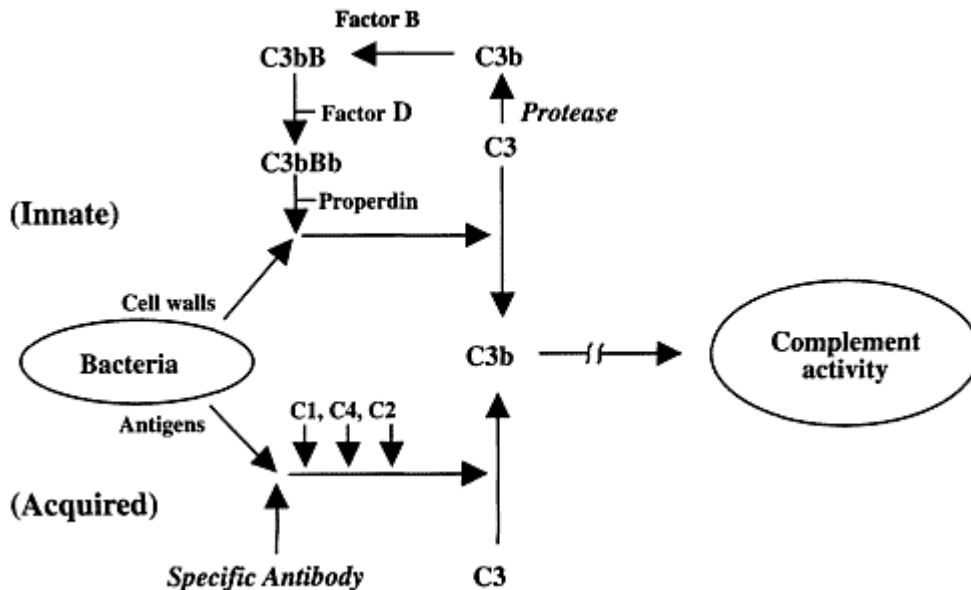 Factor B
C3bB
C3b
Factor D
Protease
C3
C3bBb
Properdin
(Innate)
Cell walls
Bacteria
C3b
Complement
activity
Antigens
C1, C4, C2
(Acquired)
Specific Antibody
C3